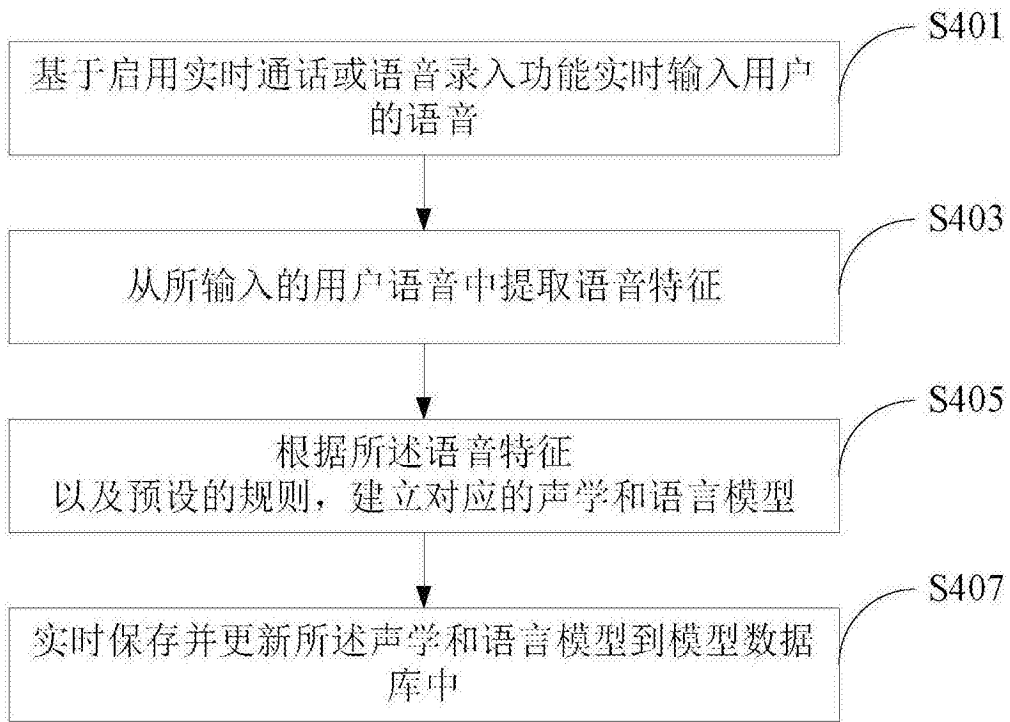 S401
基于启用实时通话或语音录入功能实时输入用户
的语音
S403
从所输入的用户语音中提取语音特征
S405
根据所述语音特征
以及预设的规则，建立对应的声学和语言模型
S407
实时保存并更新所述声学和语言模型到模型数据
库中